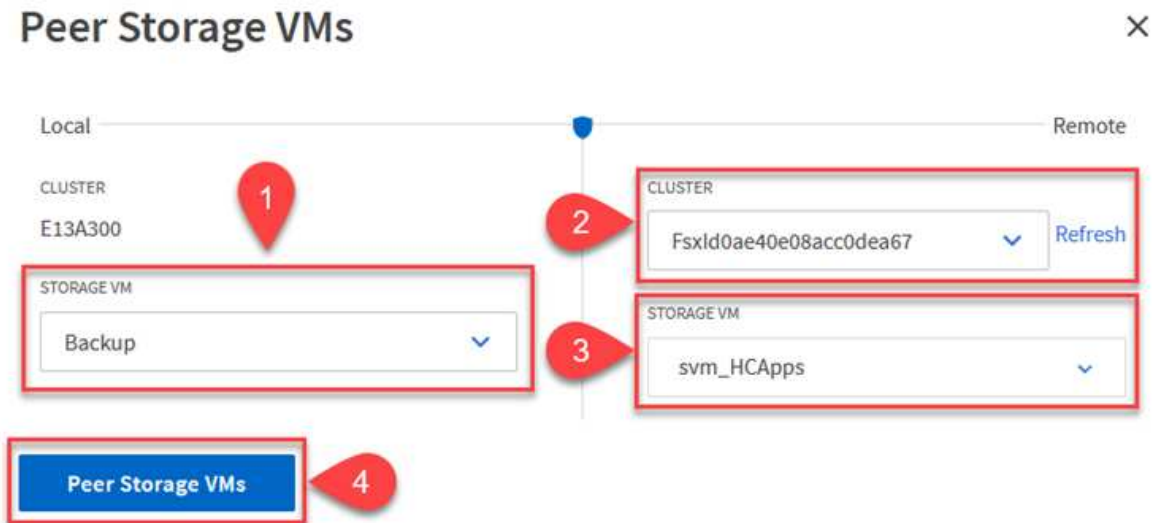 Peer Storage VMs
Local
Remote
CLUSTER
E13A300
1
STORAGE VM
Backup
2
CLUSTER
FsxId0ae40e08acc0dea67
Refresh
3
STORAGE VM
svm_HCApps
Peer Storage VMs
4